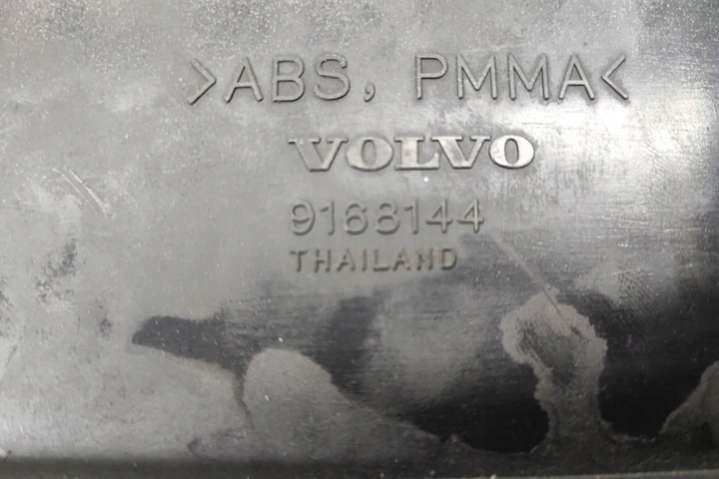 >ABS, PMMA<
VOLVO
9168144
THAILAND